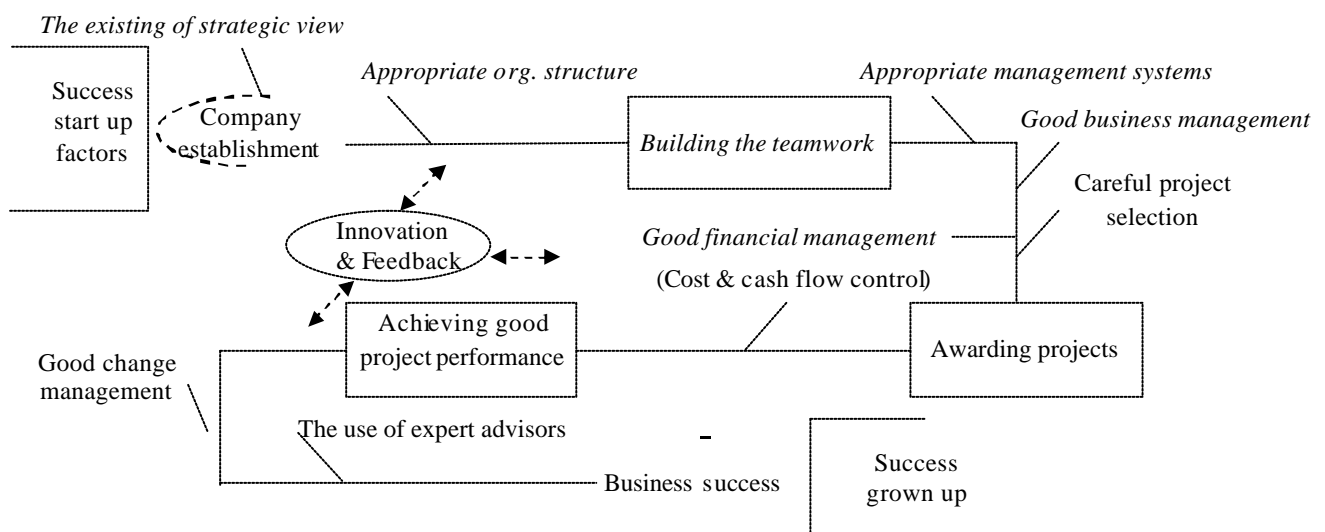 The existing of strategic view
Success
start up
factors
Company
establishment
Appropriate org. structure
Building the teamwork
Appropriate management systems
Good business management
Careful project
selection
Innovation
& Feedback
Good financial management
(Cost & cash flow control)
Achieving good
project performance
Awarding projects
Good change
management
The use of expert advisors
Business success
Success
grown up